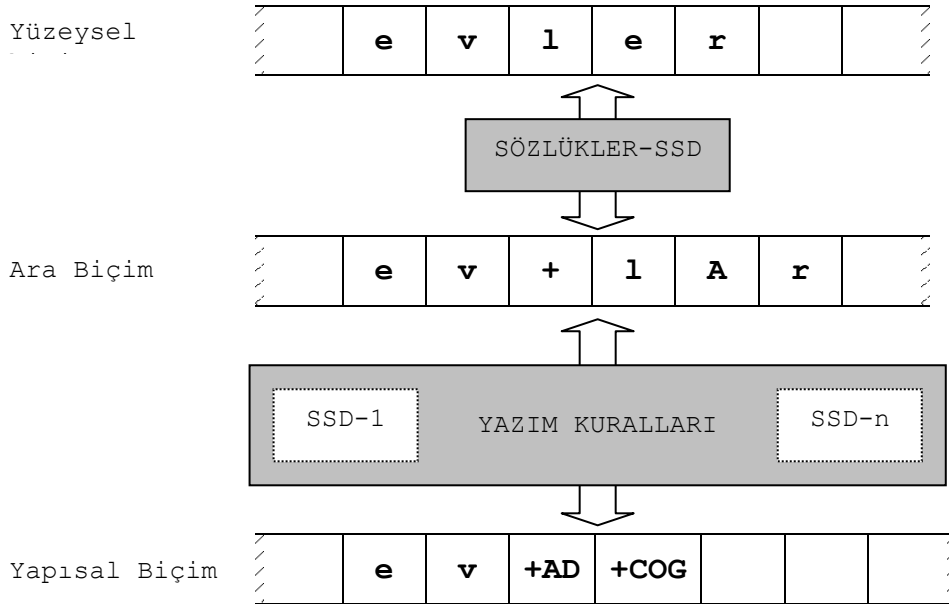 Yüzeysel
e v l e r
SÖZLÜKLER-SSD
Ara Biçim
e v + l A r
SSD-1 YAZIM KURALLARI SSD-n
Yapısal Biçim
e v +AD +COG